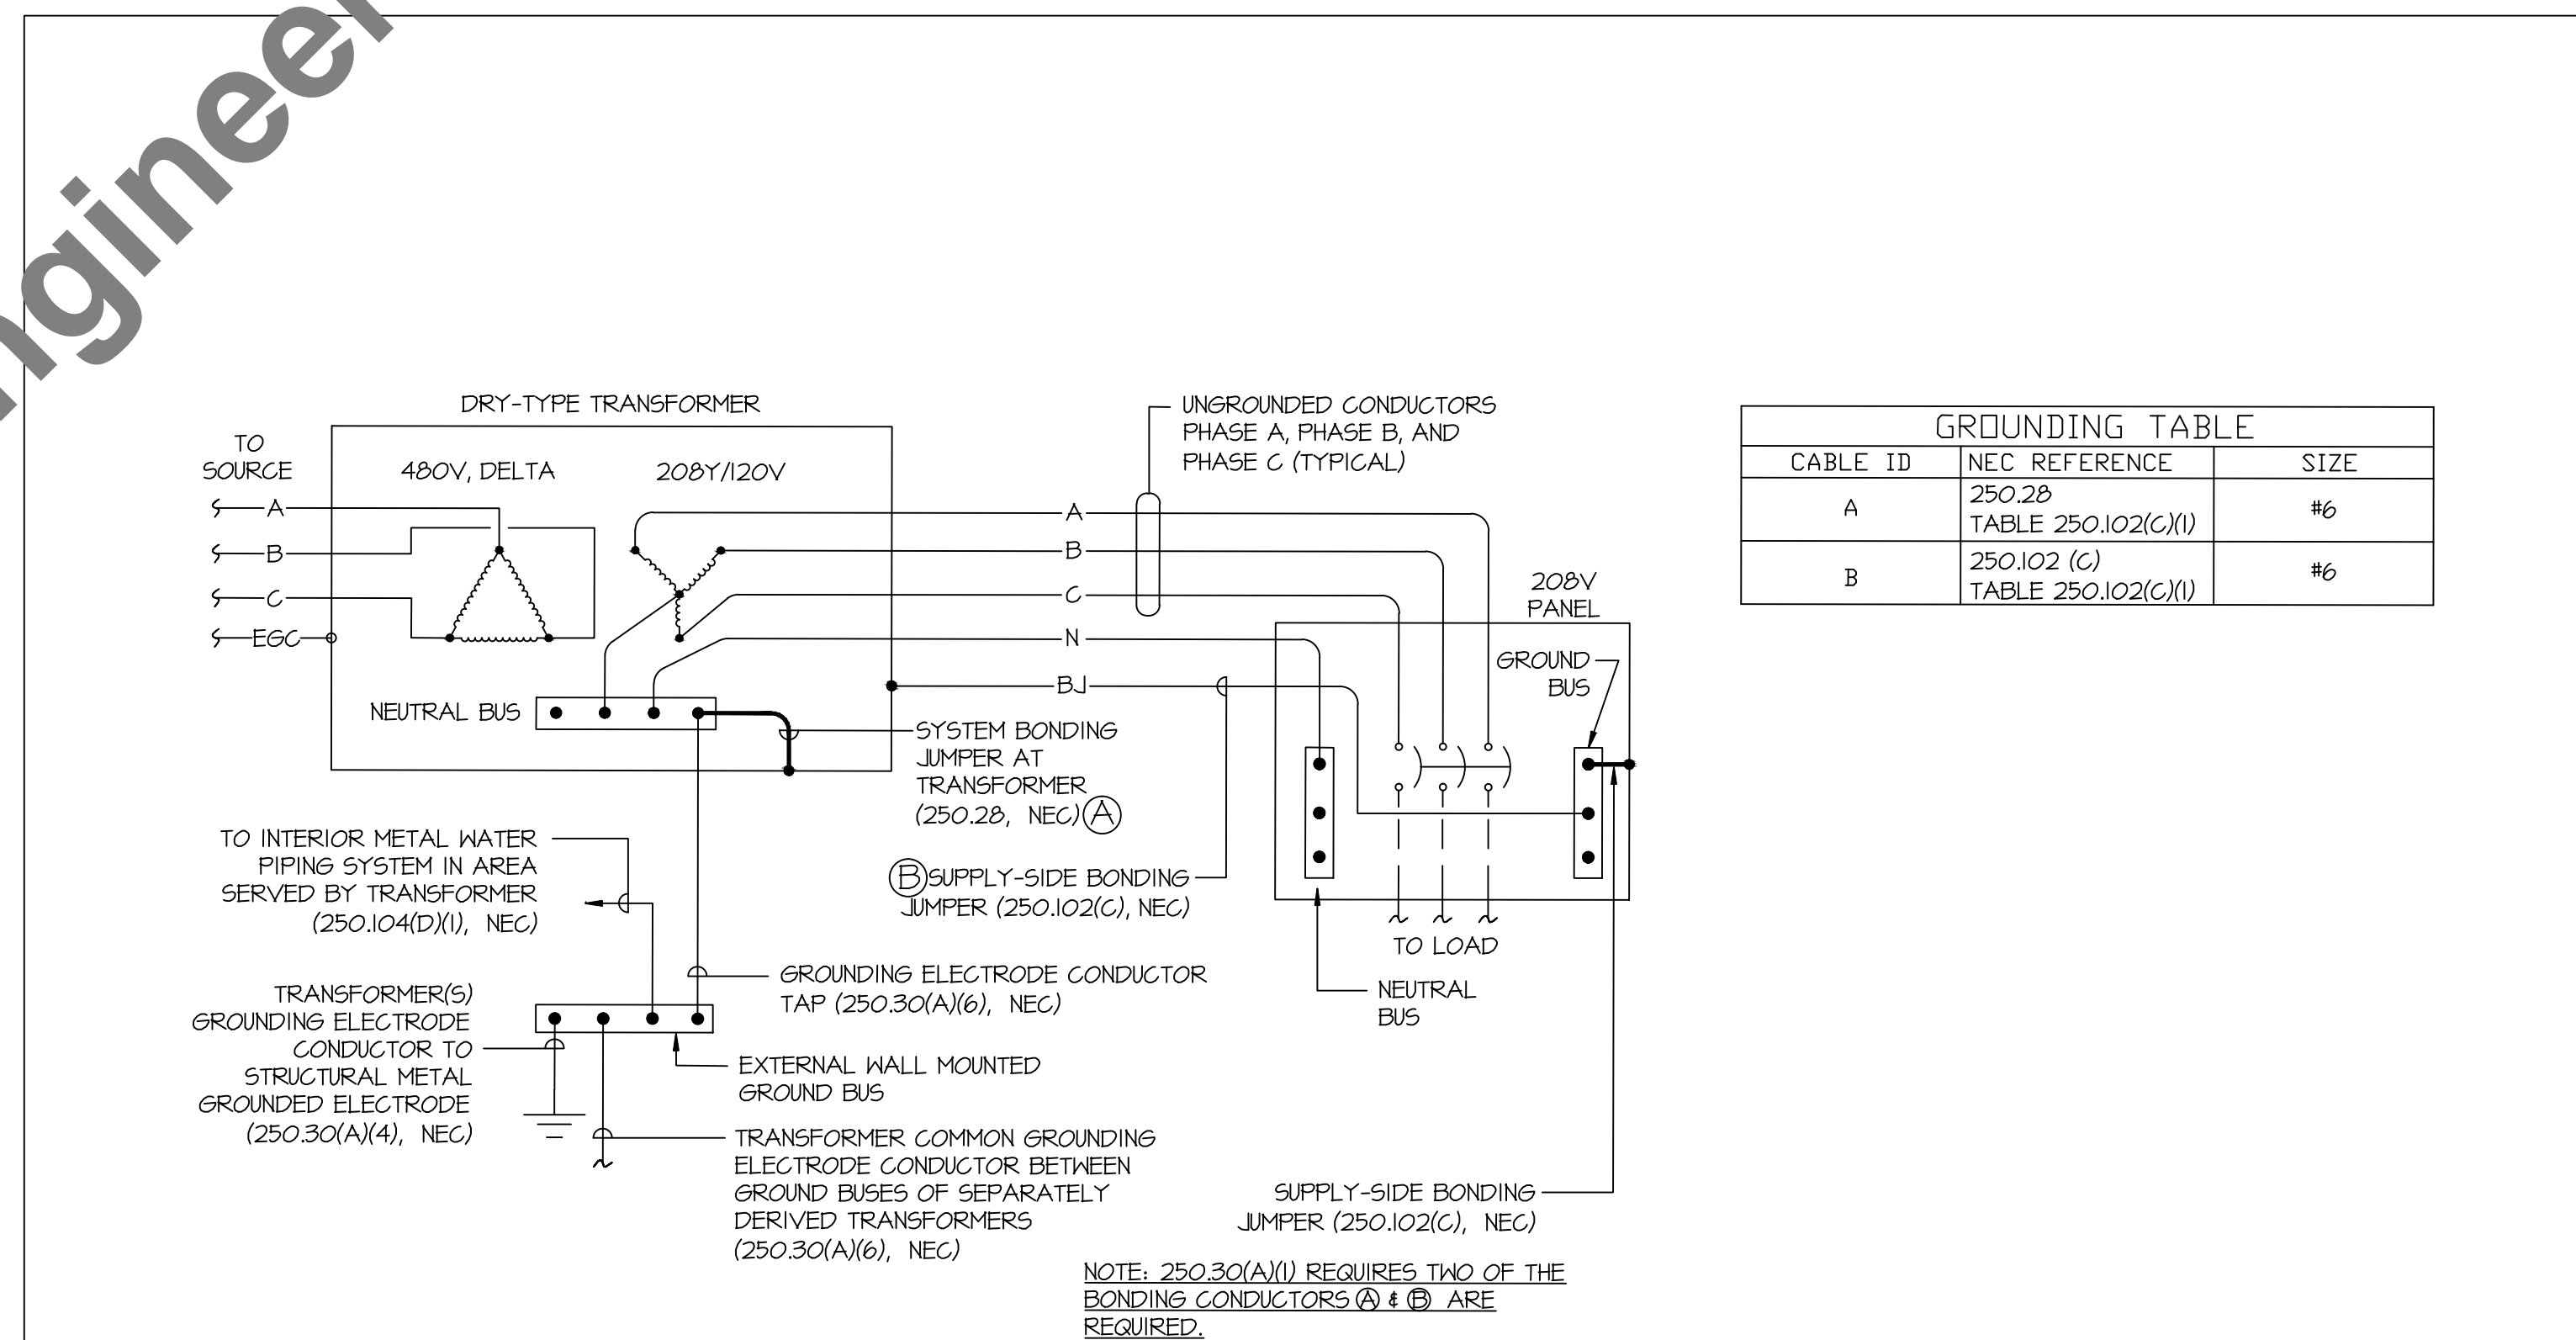 ngineer
DRY-TYPE TRANSFORMER
TO
SOURCE
480V, DELTA
208Y/120V
A
B
C
EGC
NEUTRAL BUS
UNGROUNDED CONDUCTORS
PHASE A, PHASE B, AND
PHASE C (TYPICAL)
A
B
C
N
BJ
208V
PANEL
GROUND
BUS
SYSTEM BONDING
JUMPER AT
TRANSFORMER
(250.28, NEC) A
B SUPPLY-SIDE BONDING
JUMPER (250.102(C), NEC)
TO LOAD
NEUTRAL
BUS
TO INTERIOR METAL WATER
PIPING SYSTEM IN AREA
SERVED BY TRANSFORMER
(250.104(D)(1), NEC)
GROUNDING ELECTRODE CONDUCTOR
TAP (250.30(A)(6), NEC)
TRANSFORMER(S)
GROUNDING ELECTRODE
CONDUCTOR TO
STRUCTURAL METAL
GROUNDED ELECTRODE
(250.30(A)(4), NEC)
EXTERNAL WALL MOUNTED
GROUND BUS
TRANSFORMER COMMON GROUNDING
ELECTRODE CONDUCTOR BETWEEN
GROUND BUSES OF SEPARATELY
DERIVED TRANSFORMERS
(250.30(A)(6), NEC)
SUPPLY-SIDE BONDING
JUMPER (250.102(C), NEC)
NOTE: 250.30(A)(1) REQUIRES TWO OF THE
BONDING CONDUCTORS A & B ARE
REQUIRED.
GROUNDING TABLE
CABLE ID NEC REFERENCE SIZE
A 250.28 #6
TABLE 250.102(C)(1)
B 250.102 (C) #6
TABLE 250.102(C)(1)